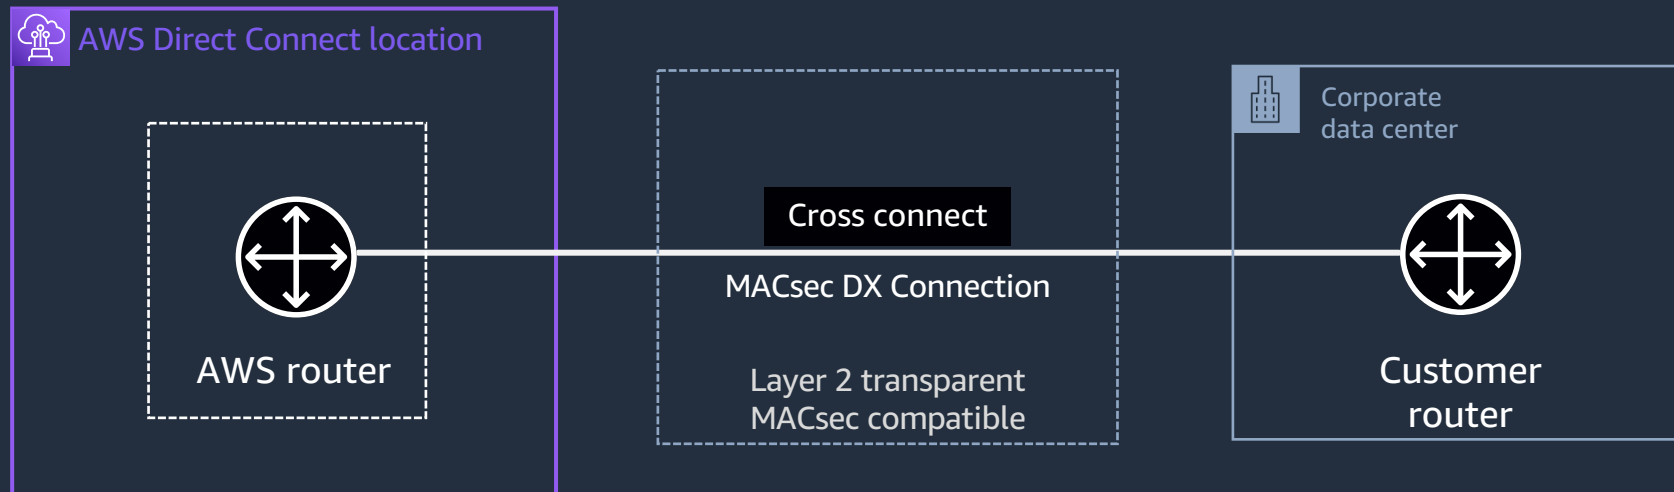 AWS Direct Connect location
AWS router
Cross connect
MACsec DX Connection
Layer 2 transparent
MACsec compatible
Corporate
data center
Customer
router